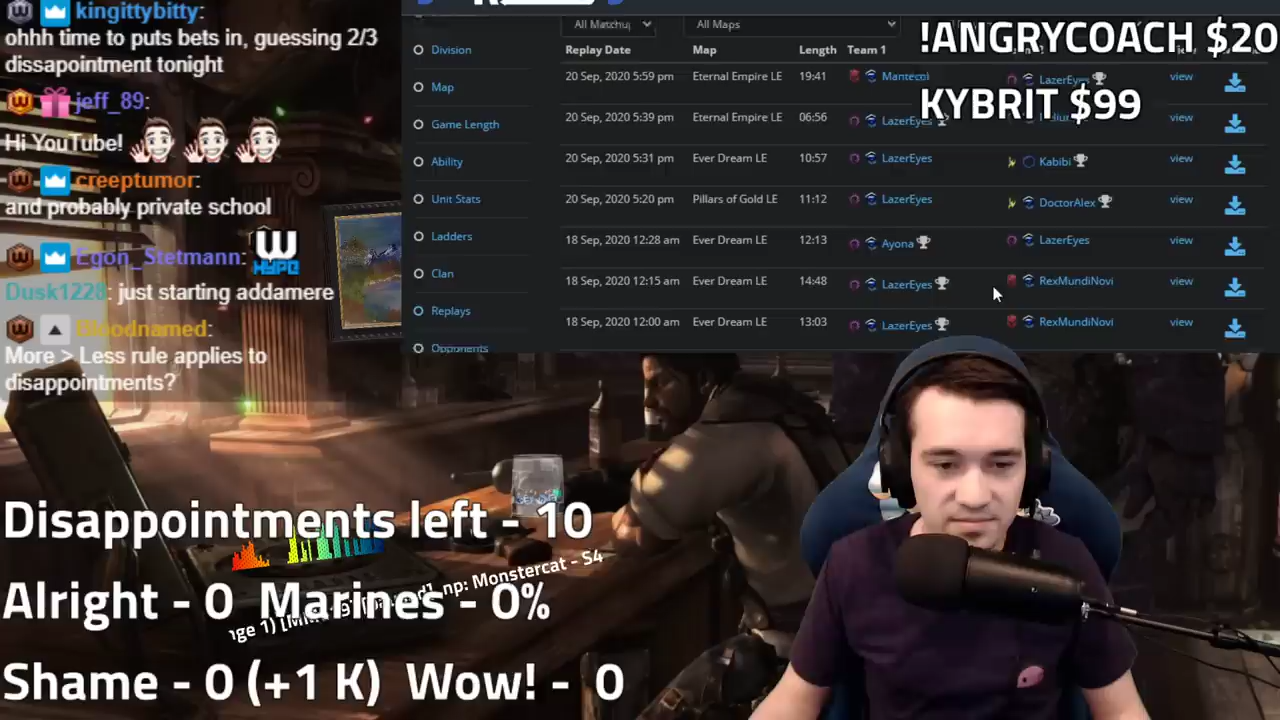 kingittybitty:
ohhh time to puts bets in, guessing 2/3
dissapointment tonight
jeff_89:
Hi YouTube!
creeptumor:
and probably private school
Egon_Stetmann: W HYPE
Dusk1228: just starting addamere
Bloodnamed:
More > Less rule applies to
disappointments?
All Matchu All Maps
Replay Date Map Length Team 1
20 Sep, 2020 5:59 pm Eternal Empire LE 19:41 Mantecol LazerEyes view
20 Sep, 2020 5:39 pm Eternal Empire LE 06:56 LazerEyes view
20 Sep, 2020 5:31 pm Ever Dream LE 10:57 LazerEyes Kabibi view
20 Sep, 2020 5:20 pm Pillars of Gold LE 11:12 LazerEyes DoctorAlex view
18 Sep, 2020 12:28 am Ever Dream LE 12:13 Ayona LazerEyes view
18 Sep, 2020 12:15 am Ever Dream LE 14:48 LazerEyes RexMundiNovi view
18 Sep, 2020 12:00 am Ever Dream LE 13:03 LazerEyes RexMundiNovi view
Division
Map
Game Length
Ability
Unit Stats
Ladders
Clan
Replays
Opponents
!ANGRYCOACH $20
KYBRIT $99
Disappointments left - 10
Alright - 0 Marines - 0%
np: Monstercat - S4
Shame - 0 (+1 K) Wow! - 0